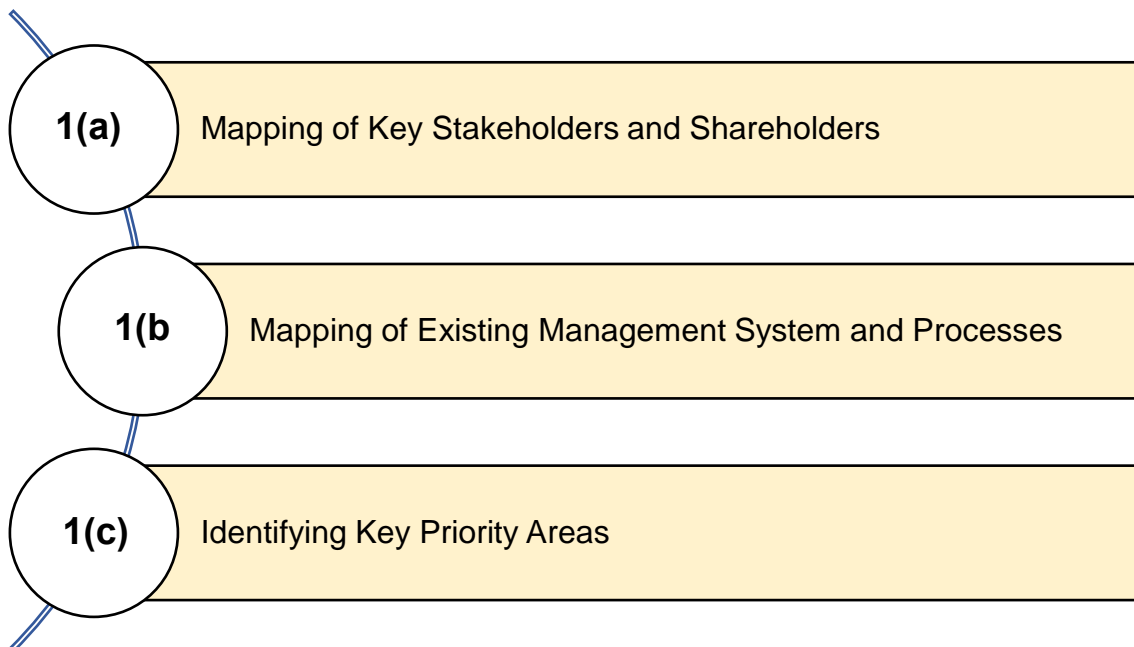 1(a)
Mapping of Key Stakeholders and Shareholders
1(b
Mapping of Existing Management System and Processes
1(c)
Identifying Key Priority Areas